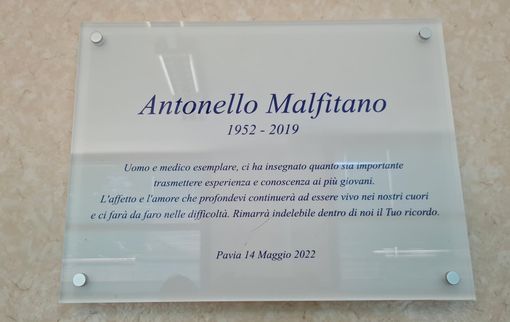 Antonello Malfitano
1952 - 2019
Uomo e medico esemplare, ci ha insegnato quanto sia importante
trasmettere esperienza e conoscenza ai più giovani.
L'affetto e l'amore che profondevi continuerà ad essere vivo nei nostri cuori
e ci farà da faro nelle difficoltà. Rimarrà indelebile dentro di noi il Tuo ricordo.
Pavia 14 Maggio 2022